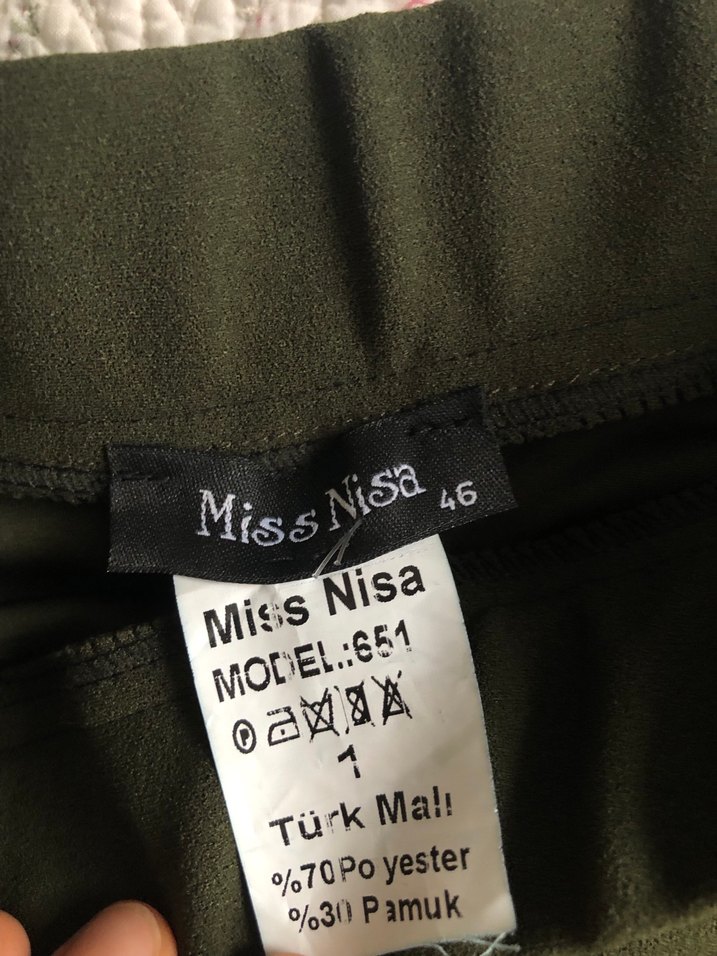 Miss Nisa 46
Miss Nisa
MODEL.:651
P
1
Türk Malı
%70Po yester
%30 Pamuk